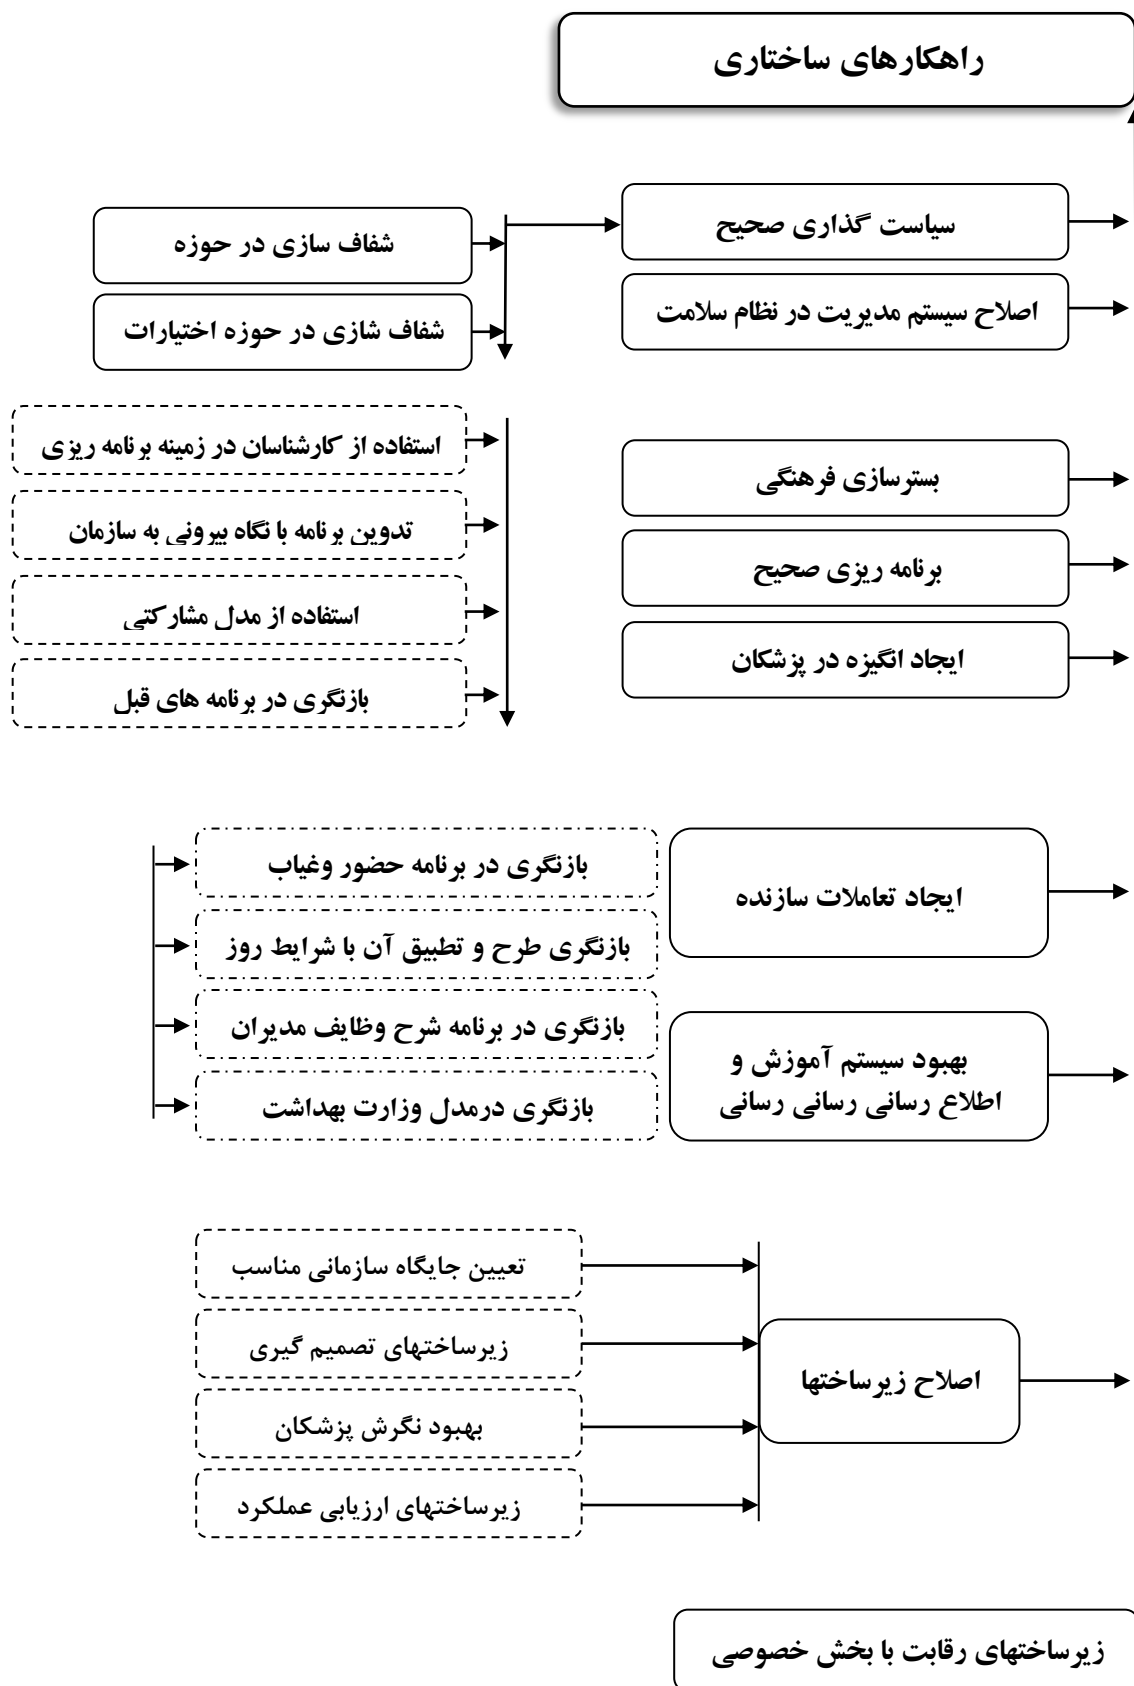 راهکارهای ساختاری
سیاست گذاری صحیح
شفاف سازی در حوزه
اصلاح سیستم مدیریت در نظام سلامت
شفاف شازی در حوزه اختیارات
بسترسازی فرهنگی
برنامه ریزی صحیح
ایجاد انگیزه در پزشکان
استفاده از کارشناسان در زمینه برنامه ریزی
تدوین برنامه با نگاه بیرونی به سازمان
استفاده از مدل مشارکتی
بازنگری در برنامه های قبل
ایجاد تعاملات سازنده
بهبود سیستم آموزش و
اطلاع رسانی رسانی رسانی
بازنگری در برنامه حضور وغیاب
بازنگری طرح و تطبیق آن با شرایط روز
بازنگری در برنامه شرح وظایف مدیران
بازنگری درمدل وزارت بهداشت
اصلاح زیرساختها
تعیین جایگاه سازمانی مناسب
زیرساختهای تصمیم گیری
بهبود نگرش پزشکان
زیرساختهای ارزیابی عملکرد
زیرساختهای رقابت با بخش خصوصی